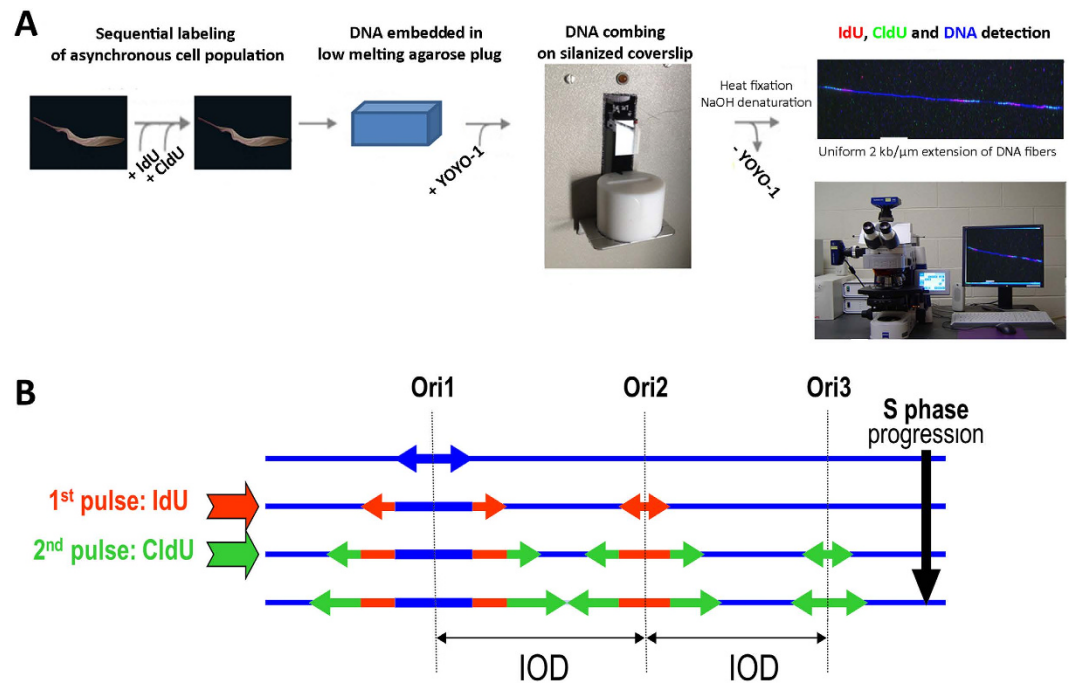 A
Sequential labeling
of asynchronous cell population
DNA embedded in
low melting agarose plug
DNA combing
on silanized coverslip
IdU, CldU and DNA detection
+ IdU
+ CldU
+ YOYO-1
Heat fixation
NaOH denaturation
- YOYO-1
Uniform 2 kb/µm extension of DNA fibers
B
Ori1
Ori2
Ori3
S phase
progression
1st pulse: IdU
2nd pulse: CldU
IOD
IOD